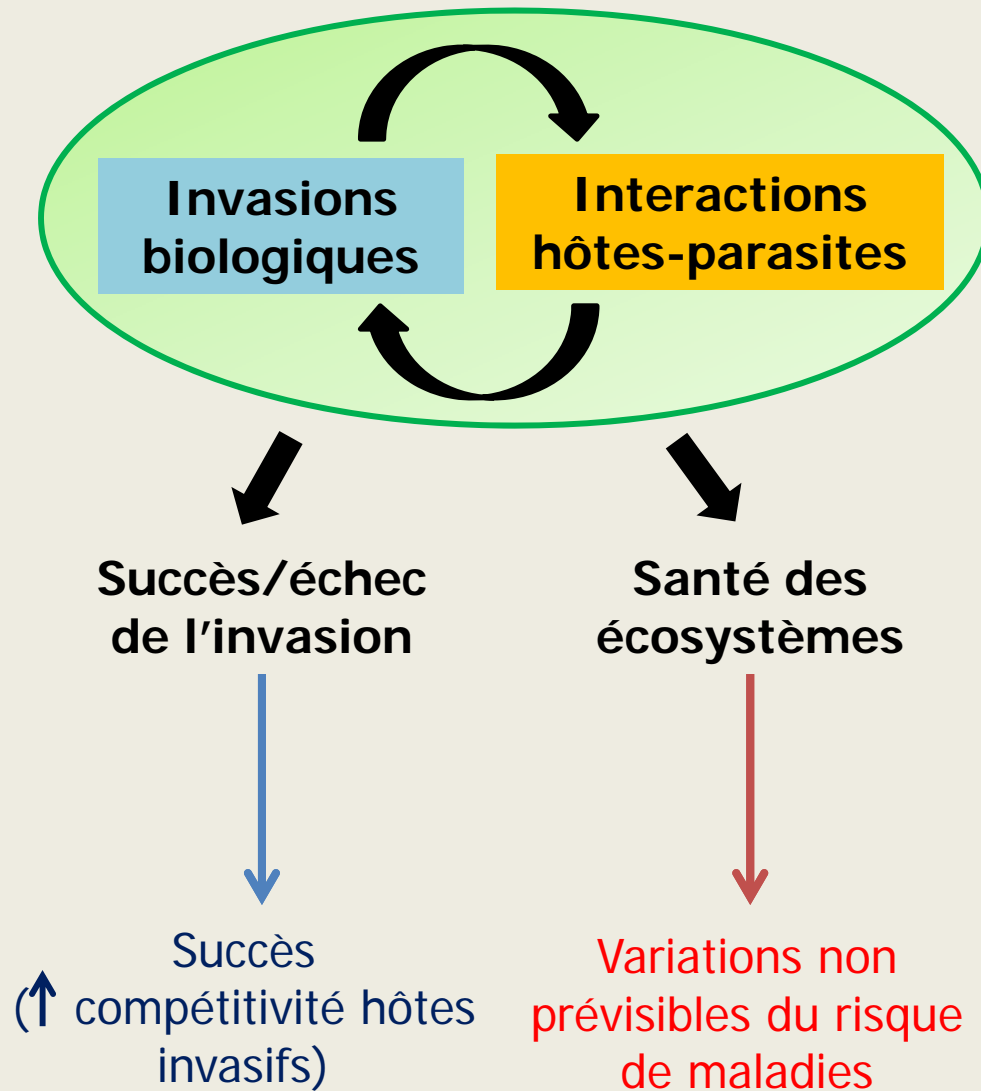 Invasions
biologiques
Interactions
hôtes-parasites
Succès/échec
de l'invasion
Santé des
écosystèmes
Succès
(↑ compétitivité hôtes
invasifs)
Variations non
prévisibles du risque
de maladies